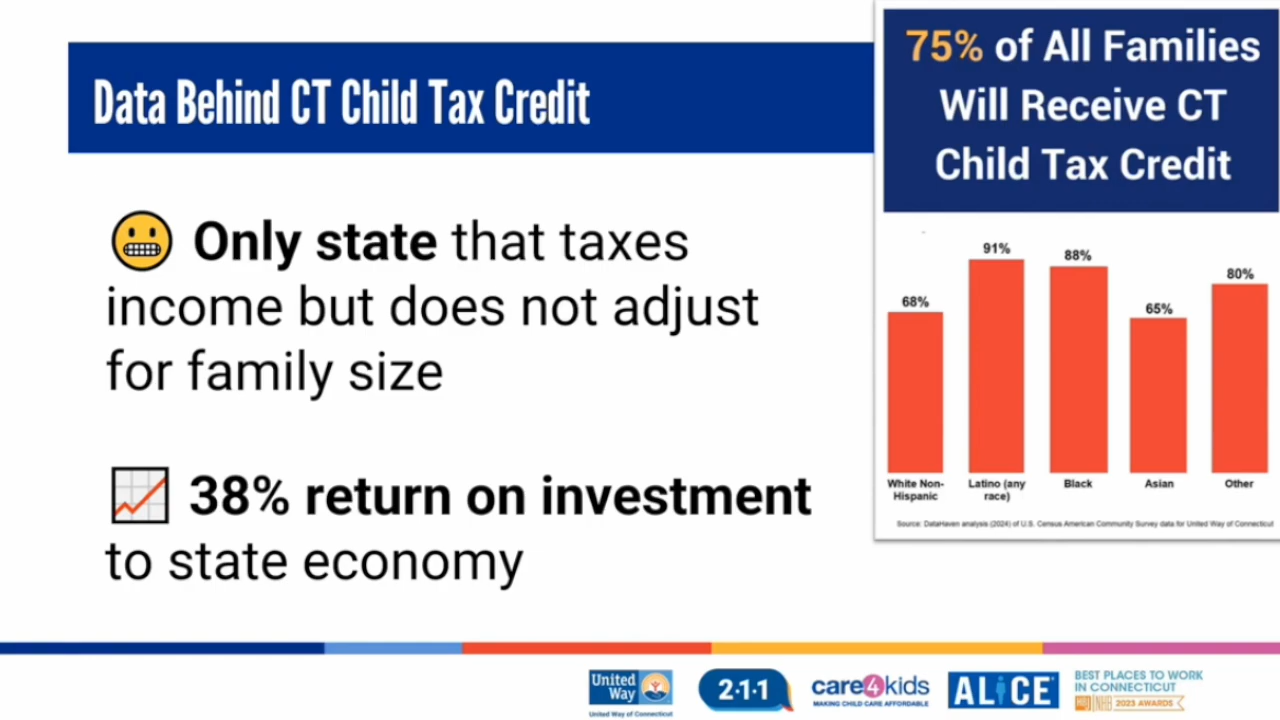 Data Behind CT Child Tax Credit
Only state that taxes
income but does not adjust
for family size
38% return on investment
to state economy
75% of All Families
Will Receive CT
Child Tax Credit
68%
91%
88%
65%
80%
White Non-
Hispanic
Latino (any
race)
Black
Asian
Other
Source: DataHaven analysis (2024) of U.S. Census American Community Survey data for United Way of Connecticut
United
Way
United Way of Connecticut
2-1-1
care4kids
MAKING CHILD CARE AFFORDABLE
ALICE
BEST PLACES TO WORK
IN CONNECTICUT
2023 AWARDS